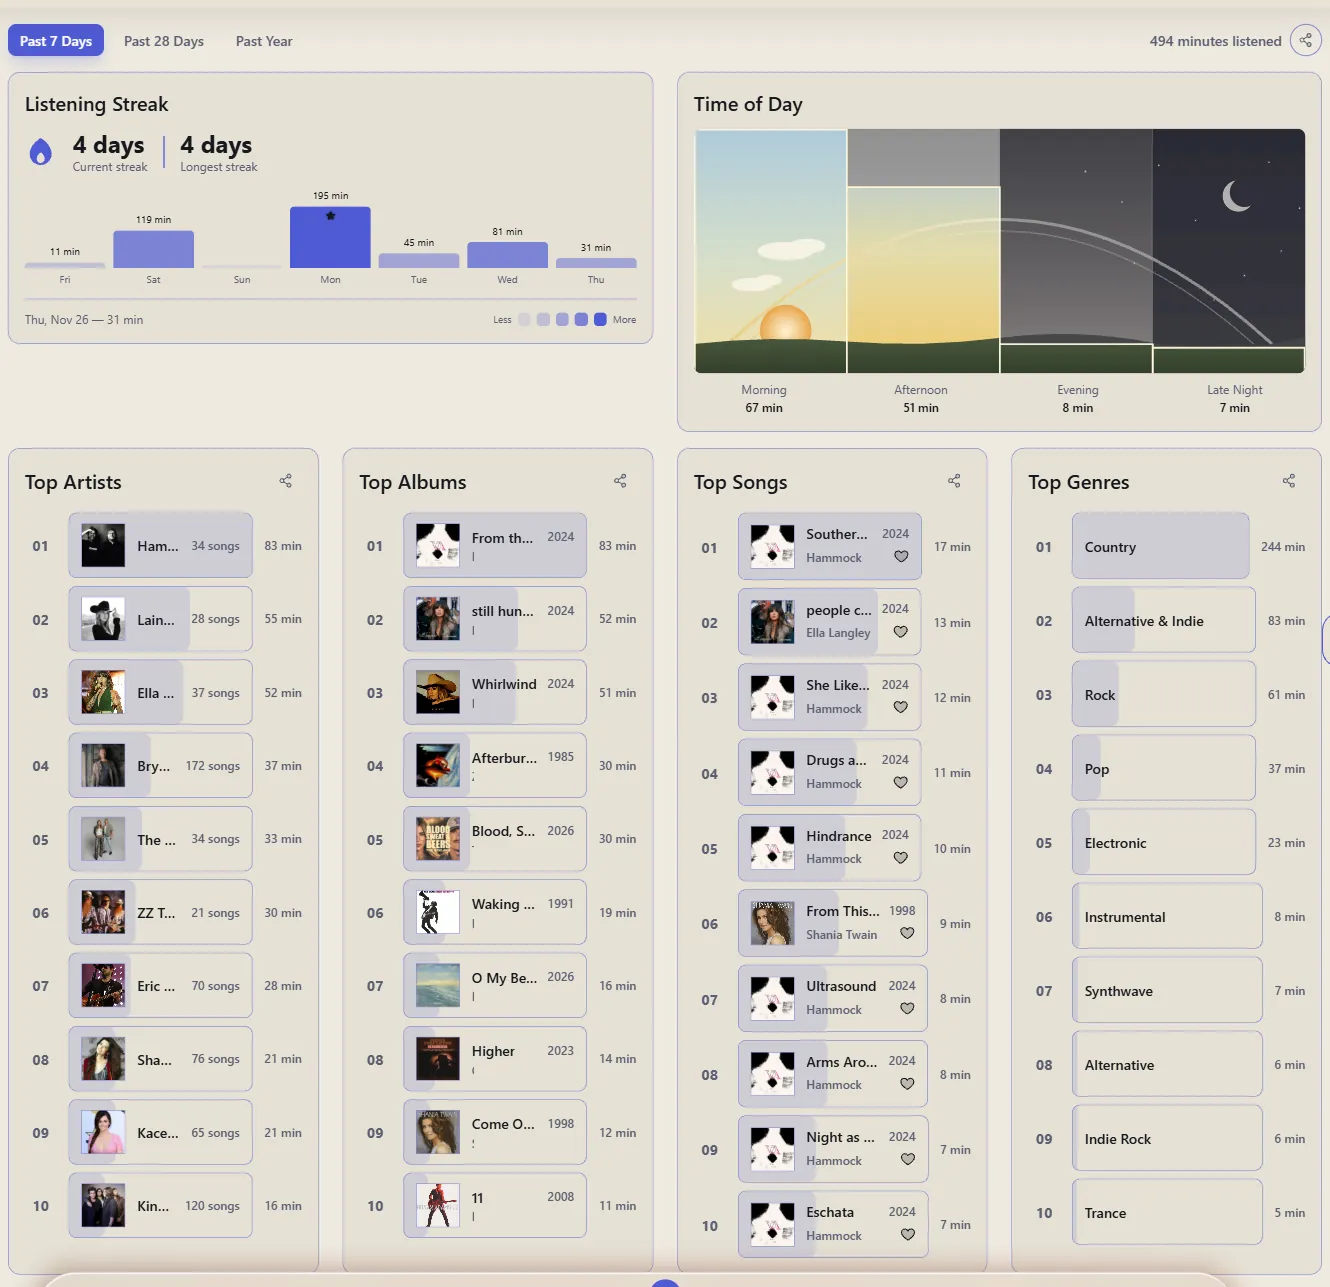 Past 7 Days
Past 28 Days
Past Year
494 minutes listened
Listening Streak
4 days
Current streak
4 days
Longest streak
11 min
119 min
195 min
45 min
81 min
31 min
Fri
Sat
Sun
Mon
Tue
Wed
Thu
Thu, Nov 26 — 31 min
Less
More
Time of Day
Morning
67 min
Afternoon
51 min
Evening
8 min
Late Night
7 min
Top Artists
01 Ham... 34 songs 83 min
02 Lain... 28 songs 55 min
03 Ella ... 37 songs 52 min
04 Bry... 172 songs 37 min
05 The ... 34 songs 33 min
06 ZZ T... 21 songs 30 min
07 Eric ... 70 songs 28 min
08 Sha... 76 songs 21 min
09 Kace... 65 songs 21 min
10 Kin... 120 songs 16 min
Top Albums
01 From th... 2024 83 min
02 still hun... 2024 52 min
03 Whirlwind 2024 51 min
04 Afterbur... 1985 30 min
05 Blood, S... 2026 30 min
06 Waking ... 1991 19 min
07 O My Be... 2026 16 min
08 Higher 2023 14 min
09 Come O... 1998 12 min
10 11 2008 11 min
Top Songs
01 Souther... 2024 17 min
Hammock
02 people c... 2024 13 min
Ella Langley
03 She Like... 2024 12 min
Hammock
04 Drugs a... 2024 11 min
Hammock
05 Hindrance 2024 10 min
Hammock
06 From This... 1998 9 min
Shania Twain
07 Ultrasound 2024 8 min
Hammock
08 Arms Aro... 2024 8 min
Hammock
09 Night as ... 2024 7 min
Hammock
10 Eschata 2024 7 min
Hammock
Top Genres
01 Country 244 min
02 Alternative & Indie 83 min
03 Rock 61 min
04 Pop 37 min
05 Electronic 23 min
06 Instrumental 8 min
07 Synthwave 7 min
08 Alternative 6 min
09 Indie Rock 6 min
10 Trance 5 min